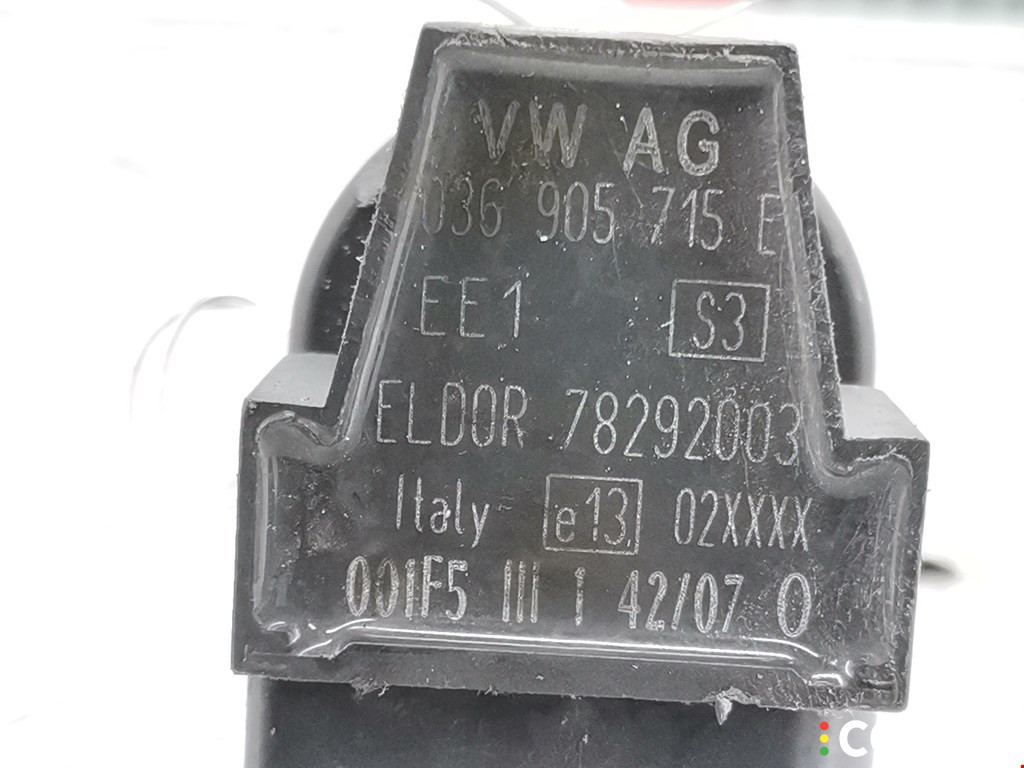 VW AG
036 905 715 E
EE1 S3
ELDOR 78292003
Italy e13 02XXXX
001F5 III 1 42/07 0